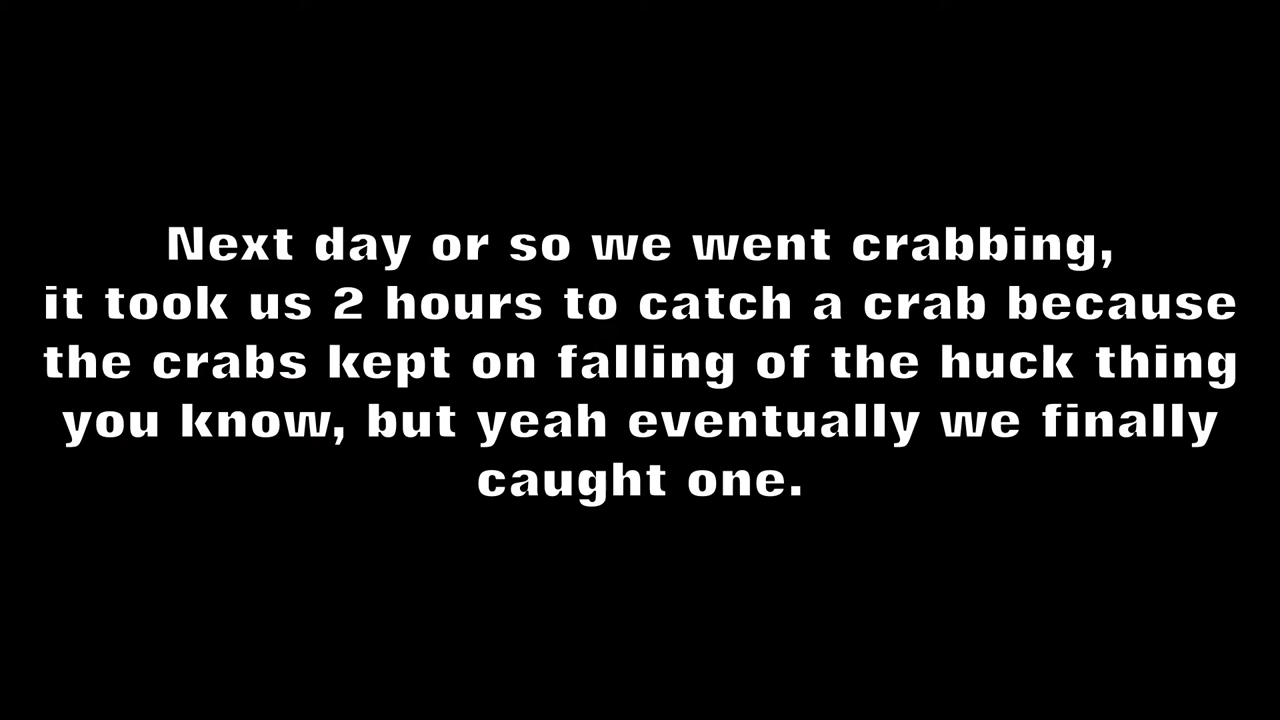 Next day or so we went crabbing,
it took us 2 hours to catch a crab because
the crabs kept on falling of the huck thing
you know, but yeah eventually we finally
caught one.